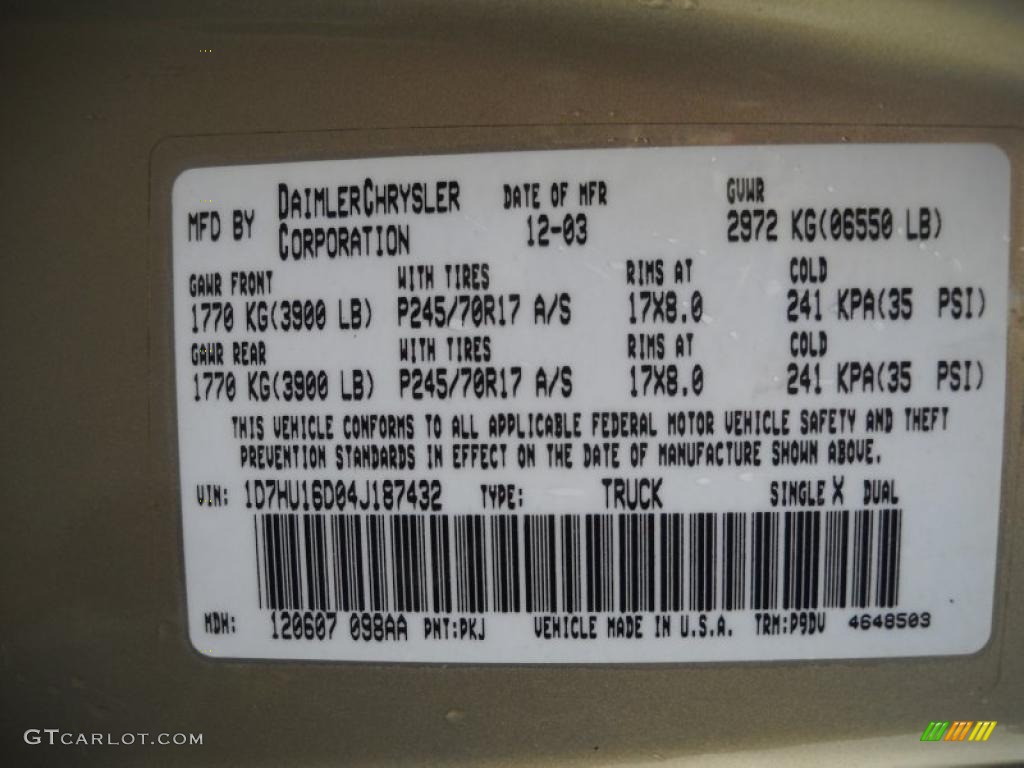 MFD BY DAIMLERCHRYSLER CORPORATION DATE OF MFR 12-03 GVWR 2972 KG(06550 LB)
GAWR FRONT WITH TIRES RIMS AT COLD
1770 KG(3900 LB) P245/70R17 A/S 17X8.0 241 KPA(35 PSI)
GAWR REAR WITH TIRES RIMS AT COLD
1770 KG(3900 LB) P245/70R17 A/S 17X8.0 241 KPA(35 PSI)
THIS VEHICLE CONFORMS TO ALL APPLICABLE FEDERAL MOTOR VEHICLE SAFETY AND THEFT
PREVENTION STANDARDS IN EFFECT ON THE DATE OF MANUFACTURE SHOWN ABOVE.
VIN: 1D7HU16D04J187432 TYPE: TRUCK SINGLE X DUAL
MDH: 120607 098AA PNT:PKJ VEHICLE MADE IN U.S.A. TRM:P9DV 4648503
GTCARLOT.COM